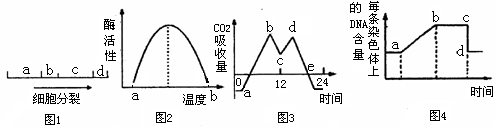 a b c d
细胞分裂
图1
酶活性
a b
温度
图2
CO2
吸收量
b d
c
a e
0 12 24
时间
图3
每条染色体上
的DNA含量
a b c
d
时间
图4